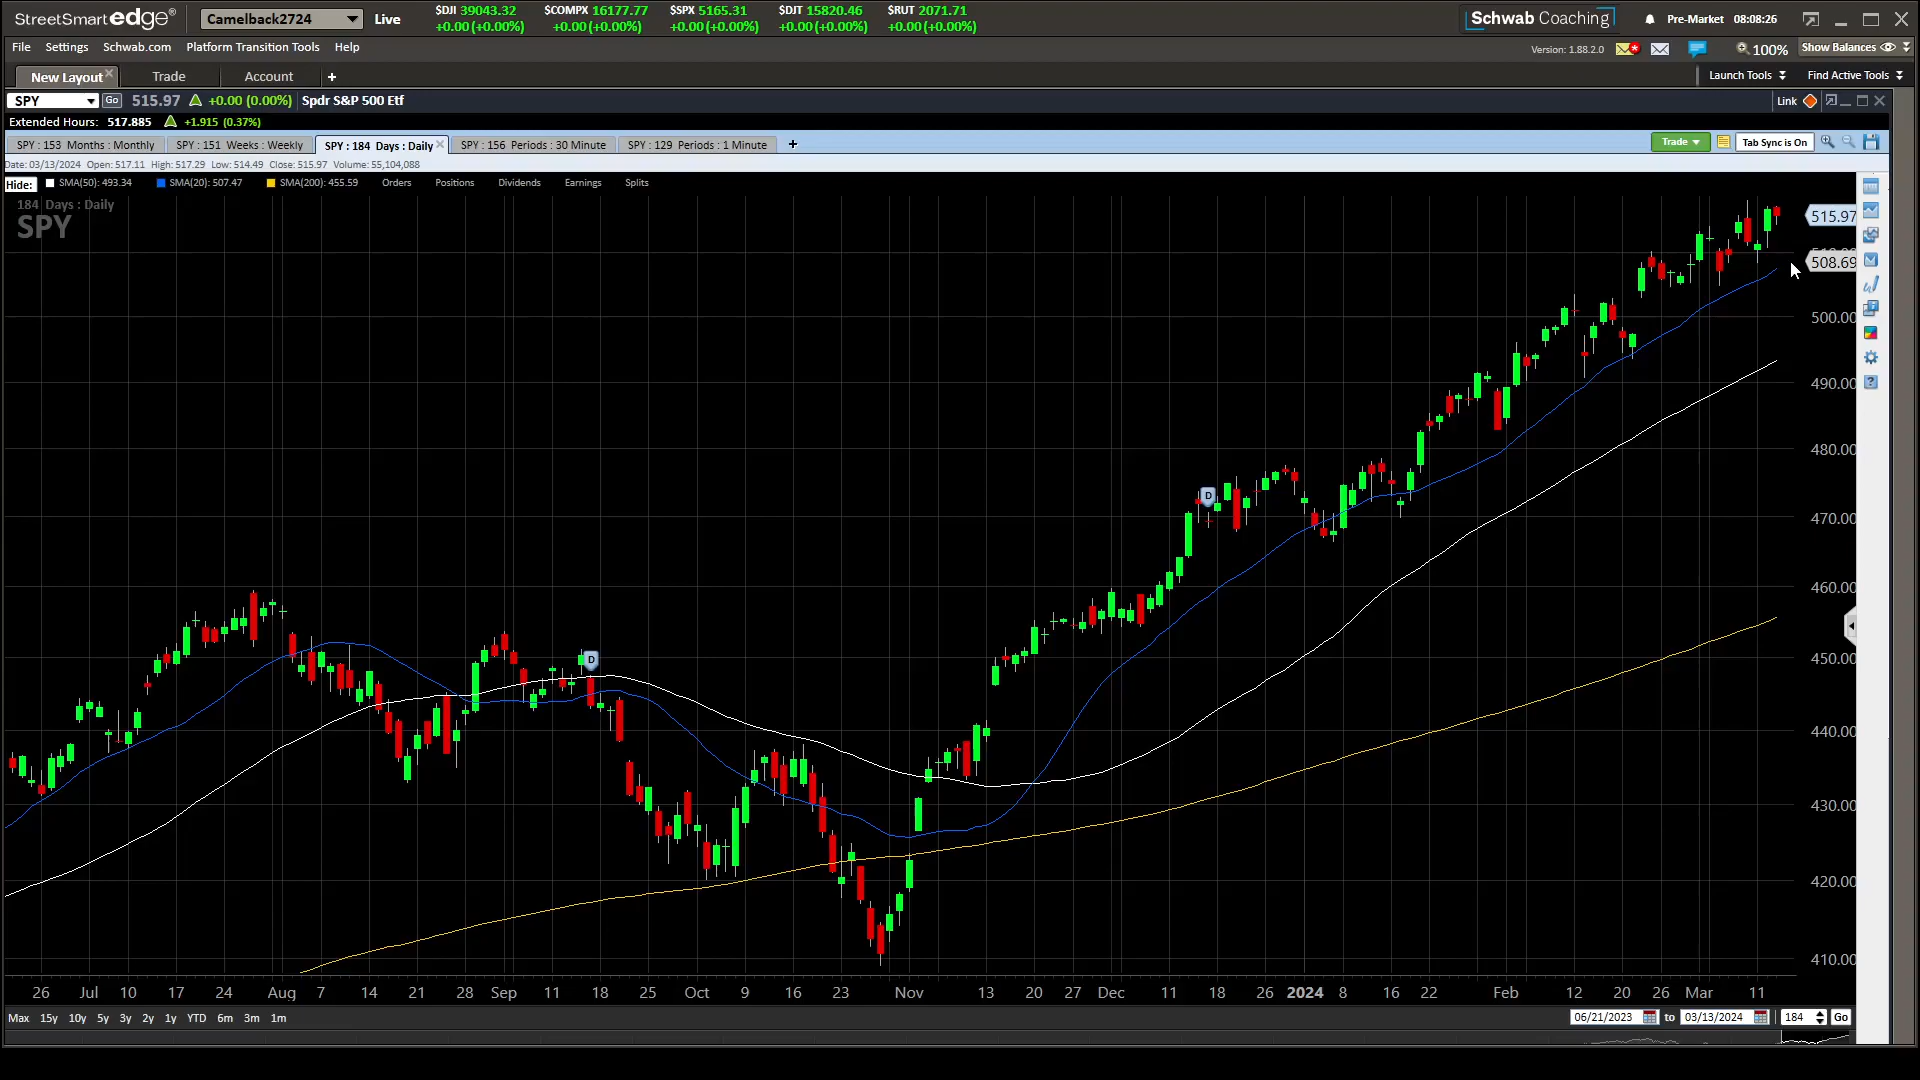 StreetSmart edge® Camelback2724 Live $DJI 39043.32 +0.00 (+0.00%) $COMPX 16177.77 +0.00 (+0.00%) $SPX 5165.31 +0.00 (+0.00%) $DJT 15820.46 +0.00 (+0.00%) $RUT 2071.71 +0.00 (+0.00%) Schwab Coaching Pre-Market 08:08:26
File Settings Schwab.com Platform Transition Tools Help Version: 1.88.2.0 100% Show Balances
New Layout Trade Account + Launch Tools Find Active Tools
SPY Go 515.97 +0.00 (0.00%) Spdr S&P 500 Etf Link
Extended Hours: 517.885 +1.915 (0.37%)
SPY : 153 Months : Monthly SPY : 151 Weeks : Weekly SPY : 184 Days : Daily SPY : 156 Periods : 30 Minute SPY : 129 Periods : 1 Minute + Trade Tab Sync is On
Date: 03/13/2024 Open: 517.11 High: 517.29 Low: 514.49 Close: 515.97 Volume: 55,104,088
Hide: SMA(50): 493.34 SMA(20): 507.47 SMA(200): 455.59 Orders Positions Dividends Earnings Splits
184 Days : Daily
SPY
515.97
508.69
500.00
490.00
480.00
D
470.00
460.00
450.00
D
440.00
430.00
420.00
410.00
26 Jul 10 17 24 Aug 7 14 21 28 Sep 11 18 25 Oct 9 16 23 Nov 13 20 27 Dec 11 18 26 2024 8 16 22 Feb 12 20 26 Mar 11
Max 15y 10y 5y 3y 2y 1y YTD 6m 3m 1m 06/21/2023 to 03/13/2024 184 Go